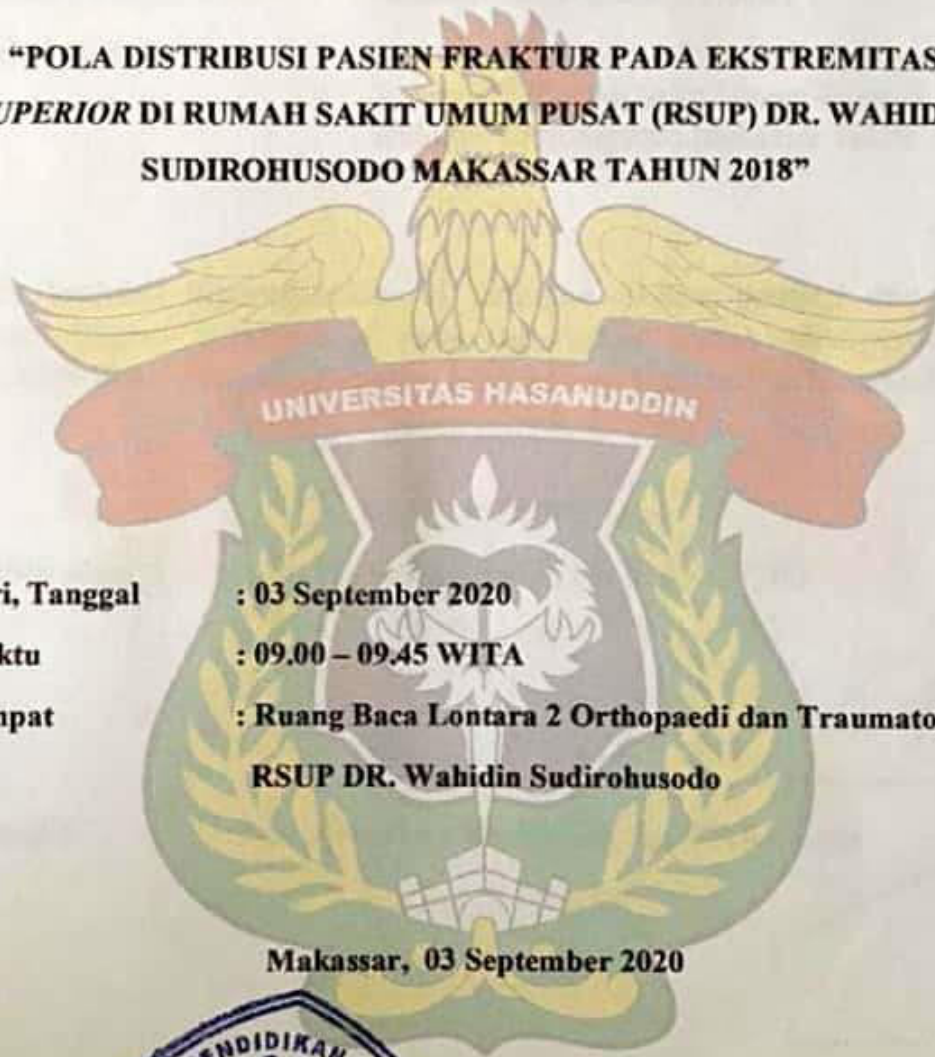 “POLA DISTRIBUSI PASIEN FRAKTUR PADA EKSTREMITAS
UPERIOR DI RUMAH SAKIT UMUM PUSAT (RSUP) DR. WAHID
SUDIROHUSODO MAKASSAR TAHUN 2018”
UNIVERSITAS HASANUDDIN
i, Tanggal : 03 September 2020
ktu : 09.00 – 09.45 WITA
npat : Ruang Baca Lontara 2 Orthopaedi dan Traumato
RSUP DR. Wahidin Sudirohusodo
Makassar, 03 September 2020
ENDIDIKAN